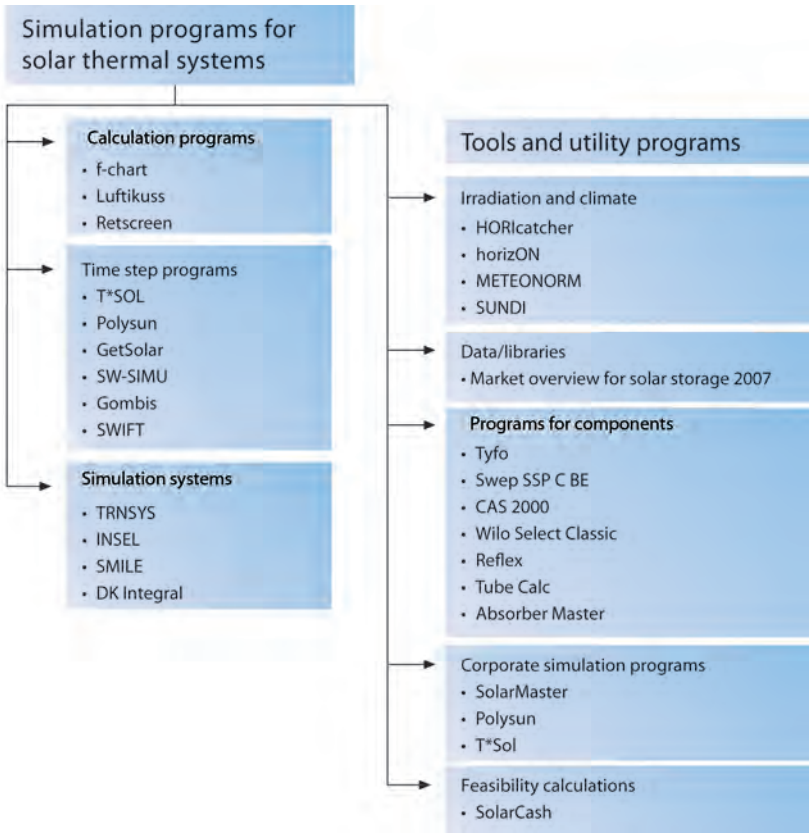 Simulation programs for
solar thermal systems
Calculation programs
• f-chart
• Luftikuss
• Retscreen
Time step programs
• T*SOL
• Polysun
• GetSolar
• SW-SIMU
• Gombis
• SWIFT
Simulation systems
• TRNSYS
• INSEL
• SMILE
• DK Integral
Tools and utility programs
Irradiation and climate
• HORIcatcher
• horizON
• METEONORM
• SUNDI
Data/libraries
• Market overview for solar storage 2007
Programs for components
• Tyfo
• Swep SSP C BE
• CAS 2000
• Wilo Select Classic
• Reflex
• Tube Calc
• Absorber Master
Corporate simulation programs
• SolarMaster
• Polysun
• T*Sol
Feasibility calculations
• SolarCash